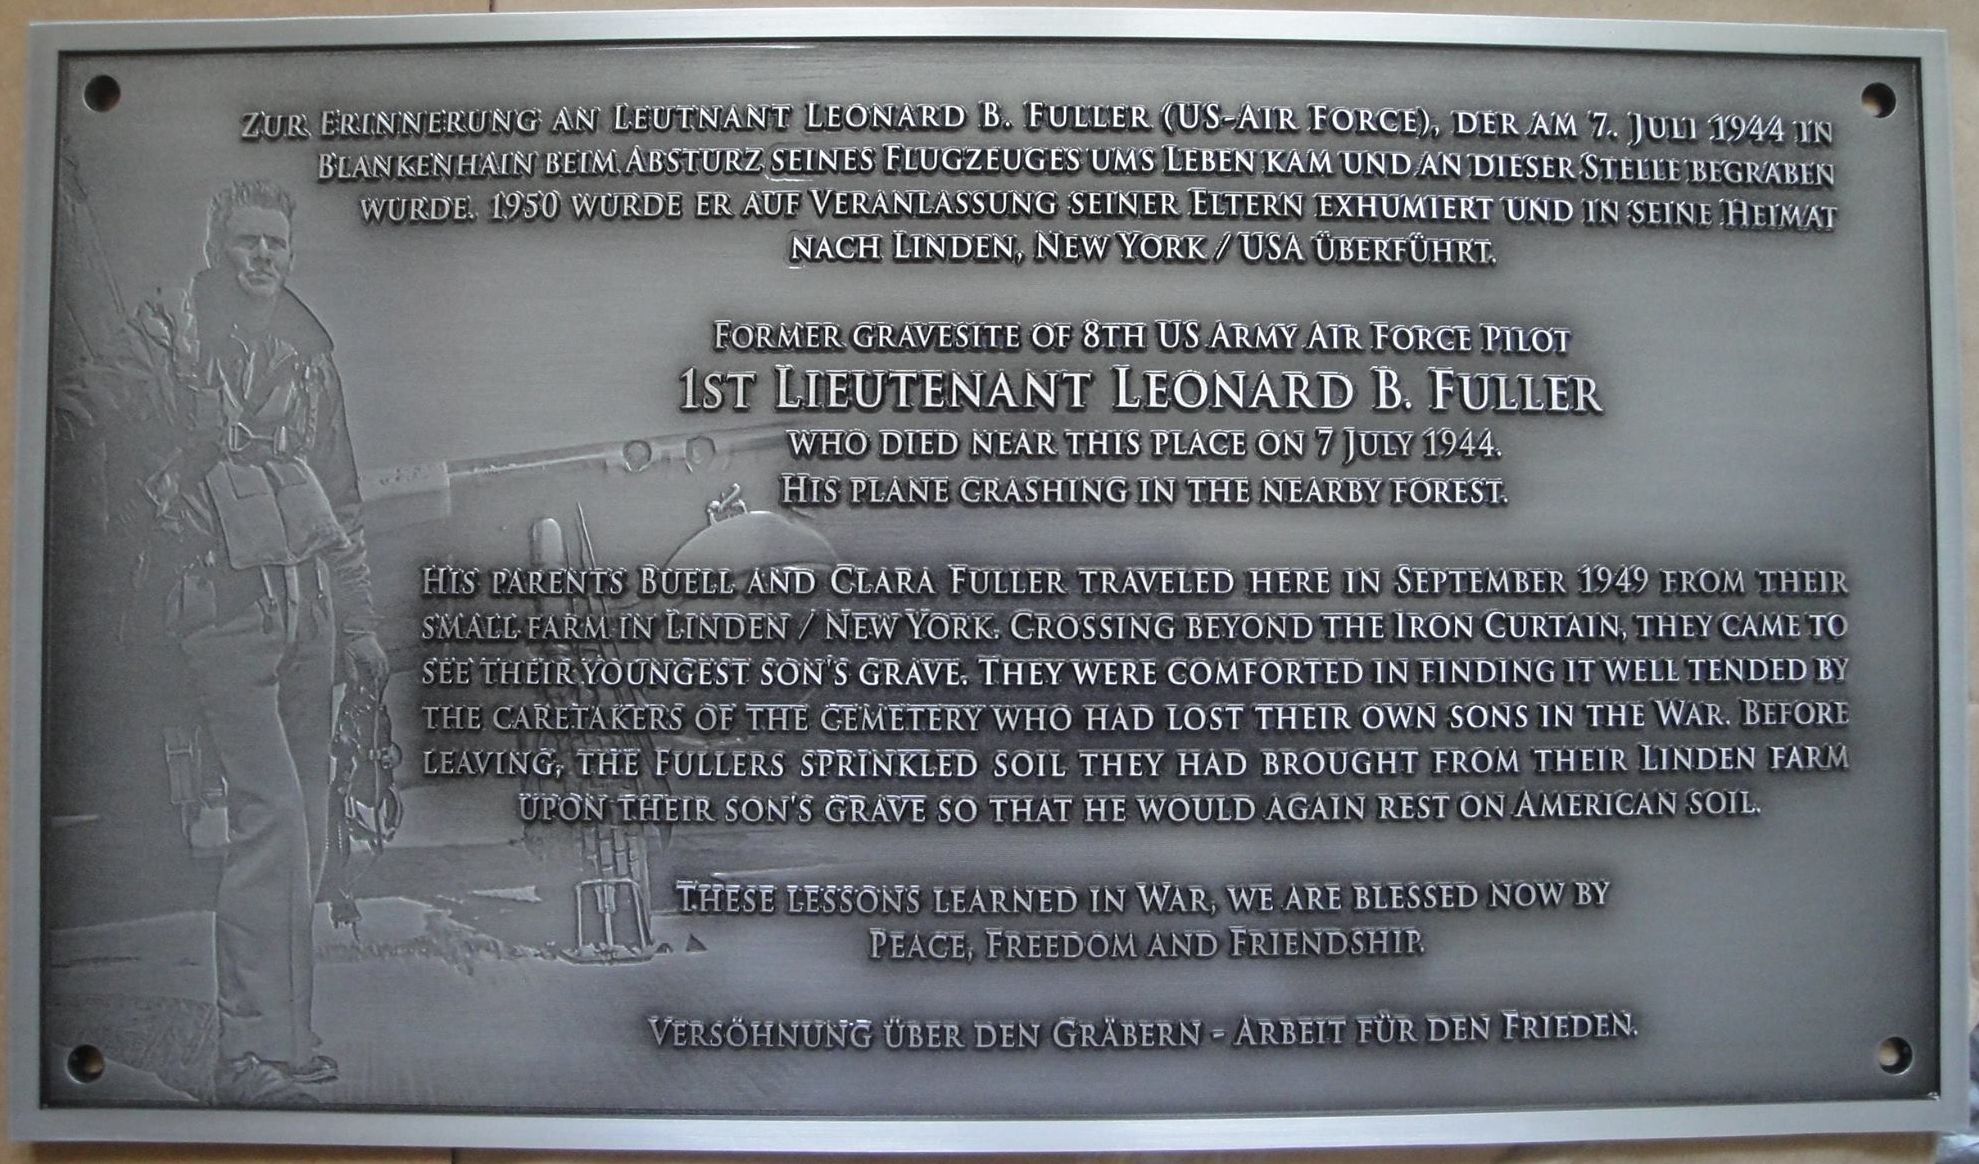 Zur Erinnerung an Leutnant Leonard B. Fuller (US-Air Force), der am 7. Juli 1944 in
Blankenhain beim Absturz seines Flugzeuges ums Leben kam und an dieser Stelle begraben
wurde. 1950 wurde er auf Veranlassung seiner Eltern exhumiert und in seine Heimat
nach Linden, New York / USA überführt.
Former gravesite of 8th US Army Air Force Pilot
1st Lieutenant Leonard B. Fuller
who died near this place on 7 July 1944.
His plane crashing in the nearby forest.
His parents Buell and Clara Fuller traveled here in September 1949 from their
small farm in Linden / New York. Crossing beyond the Iron Curtain, they came to
see their youngest son's grave. They were comforted in finding it well tended by
the caretakers of the cemetery who had lost their own sons in the War. Before
leaving, the Fullers sprinkled soil they had brought from their Linden farm
upon their son's grave so that he would again rest on American soil.
These lessons learned in War, we are blessed now by
Peace, Freedom and Friendship.
Versöhnung über den Gräbern - Arbeit für den Frieden.